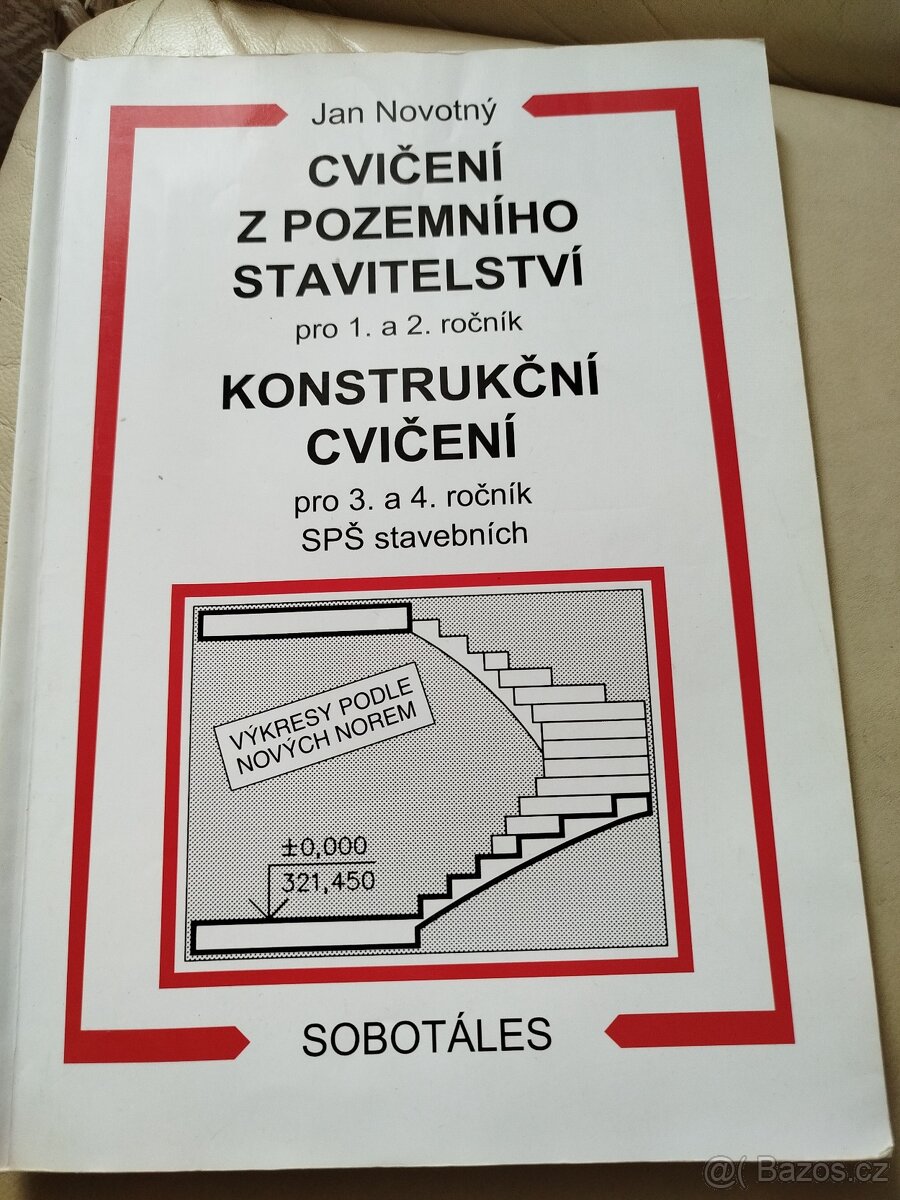 Jan Novotný
CVIČENÍ
Z POZEMNÍHO
STAVITELSTVÍ
pro 1. a 2. ročník
KONSTRUKČNÍ
CVIČENÍ
pro 3. a 4. ročník
SPŠ stavebních
VÝKRESY PODLE
NOVÝCH NOREM
±0,000
321,450
SOBOTÁLES
@( Bazos.cz